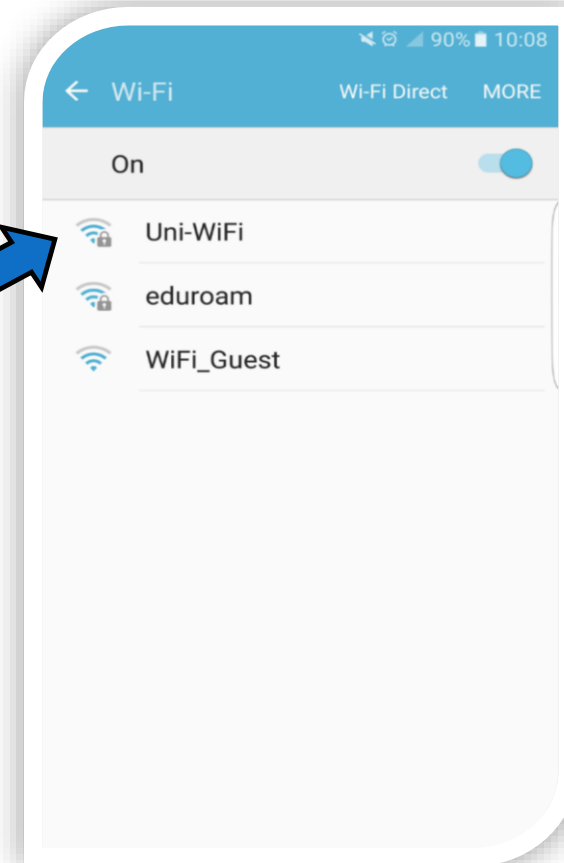 90% 10:08
Wi-Fi Wi-Fi Direct MORE
On
Uni-WiFi
eduroam
WiFi_Guest